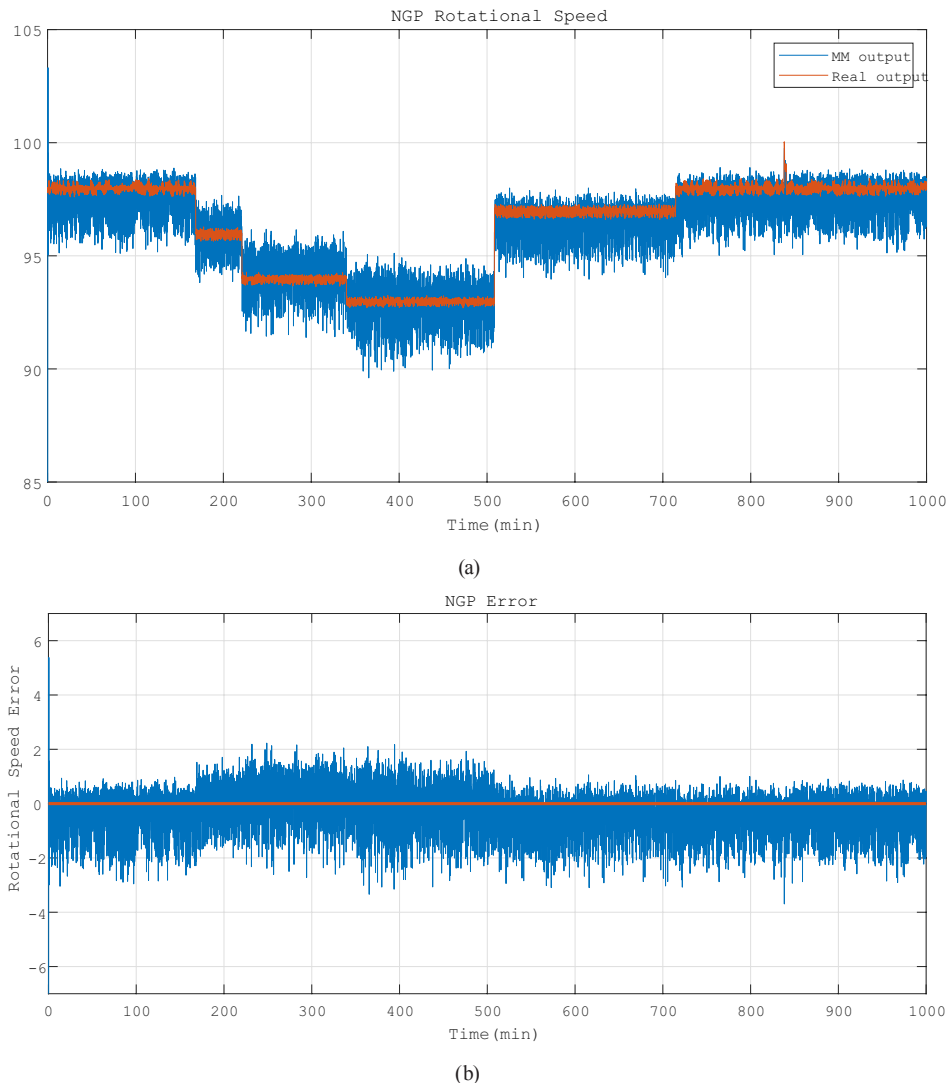 NGP Rotational Speed
105
100
95
90
85
MM output
Real output
0 100 200 300 400 500 600 700 800 900 1000
Time(min)
(a)
NGP Error
Rotational Speed Error
6
4
2
0
-2
-4
-6
0 100 200 300 400 500 600 700 800 900 1000
Time(min)
(b)